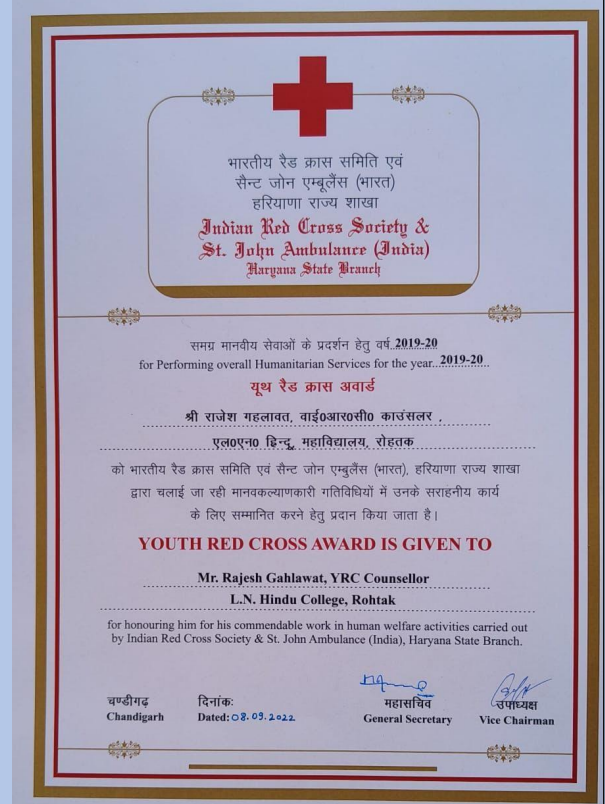 भारतीय रैड क्रास समिति एवं
सैन्ट जोन एम्बूलैंस (भारत)
हरियाणा राज्य शाखा
Indian Red Cross Society &
St. John Ambulance (India)
Haryana State Branch
समग्र मानवीय सेवाओं के प्रदर्शन हेतु वर्ष..2019-20
for Performing overall Humanitarian Services for the year...2019-20..
यूथ रैड क्रास अवार्ड
श्री राजेश गहलावत, वाई0आर0सी0 काउंसलर ,
एल0एन0 हिन्दू, महाविद्यालय, रोहतक
को भारतीय रैड क्रास समिति एवं सैन्ट जोन एम्बुलैंस (भारत), हरियाणा राज्य शाखा
द्वारा चलाई जा रही मानवकल्याणकारी गतिविधियों में उनके सराहनीय कार्य
के लिए सम्मानित करने हेतु प्रदान किया जाता है।
YOUTH RED CROSS AWARD IS GIVEN TO
Mr. Rajesh Gahlawat, YRC Counsellor
L.N. Hindu College, Rohtak
for honouring him for his commendable work in human welfare activities carried out
by Indian Red Cross Society & St. John Ambulance (India), Haryana State Branch.
चण्डीगढ़ दिनांक: महासचिव उपाध्यक्ष
Chandigarh Dated: 08.09.2022 General Secretary Vice Chairman